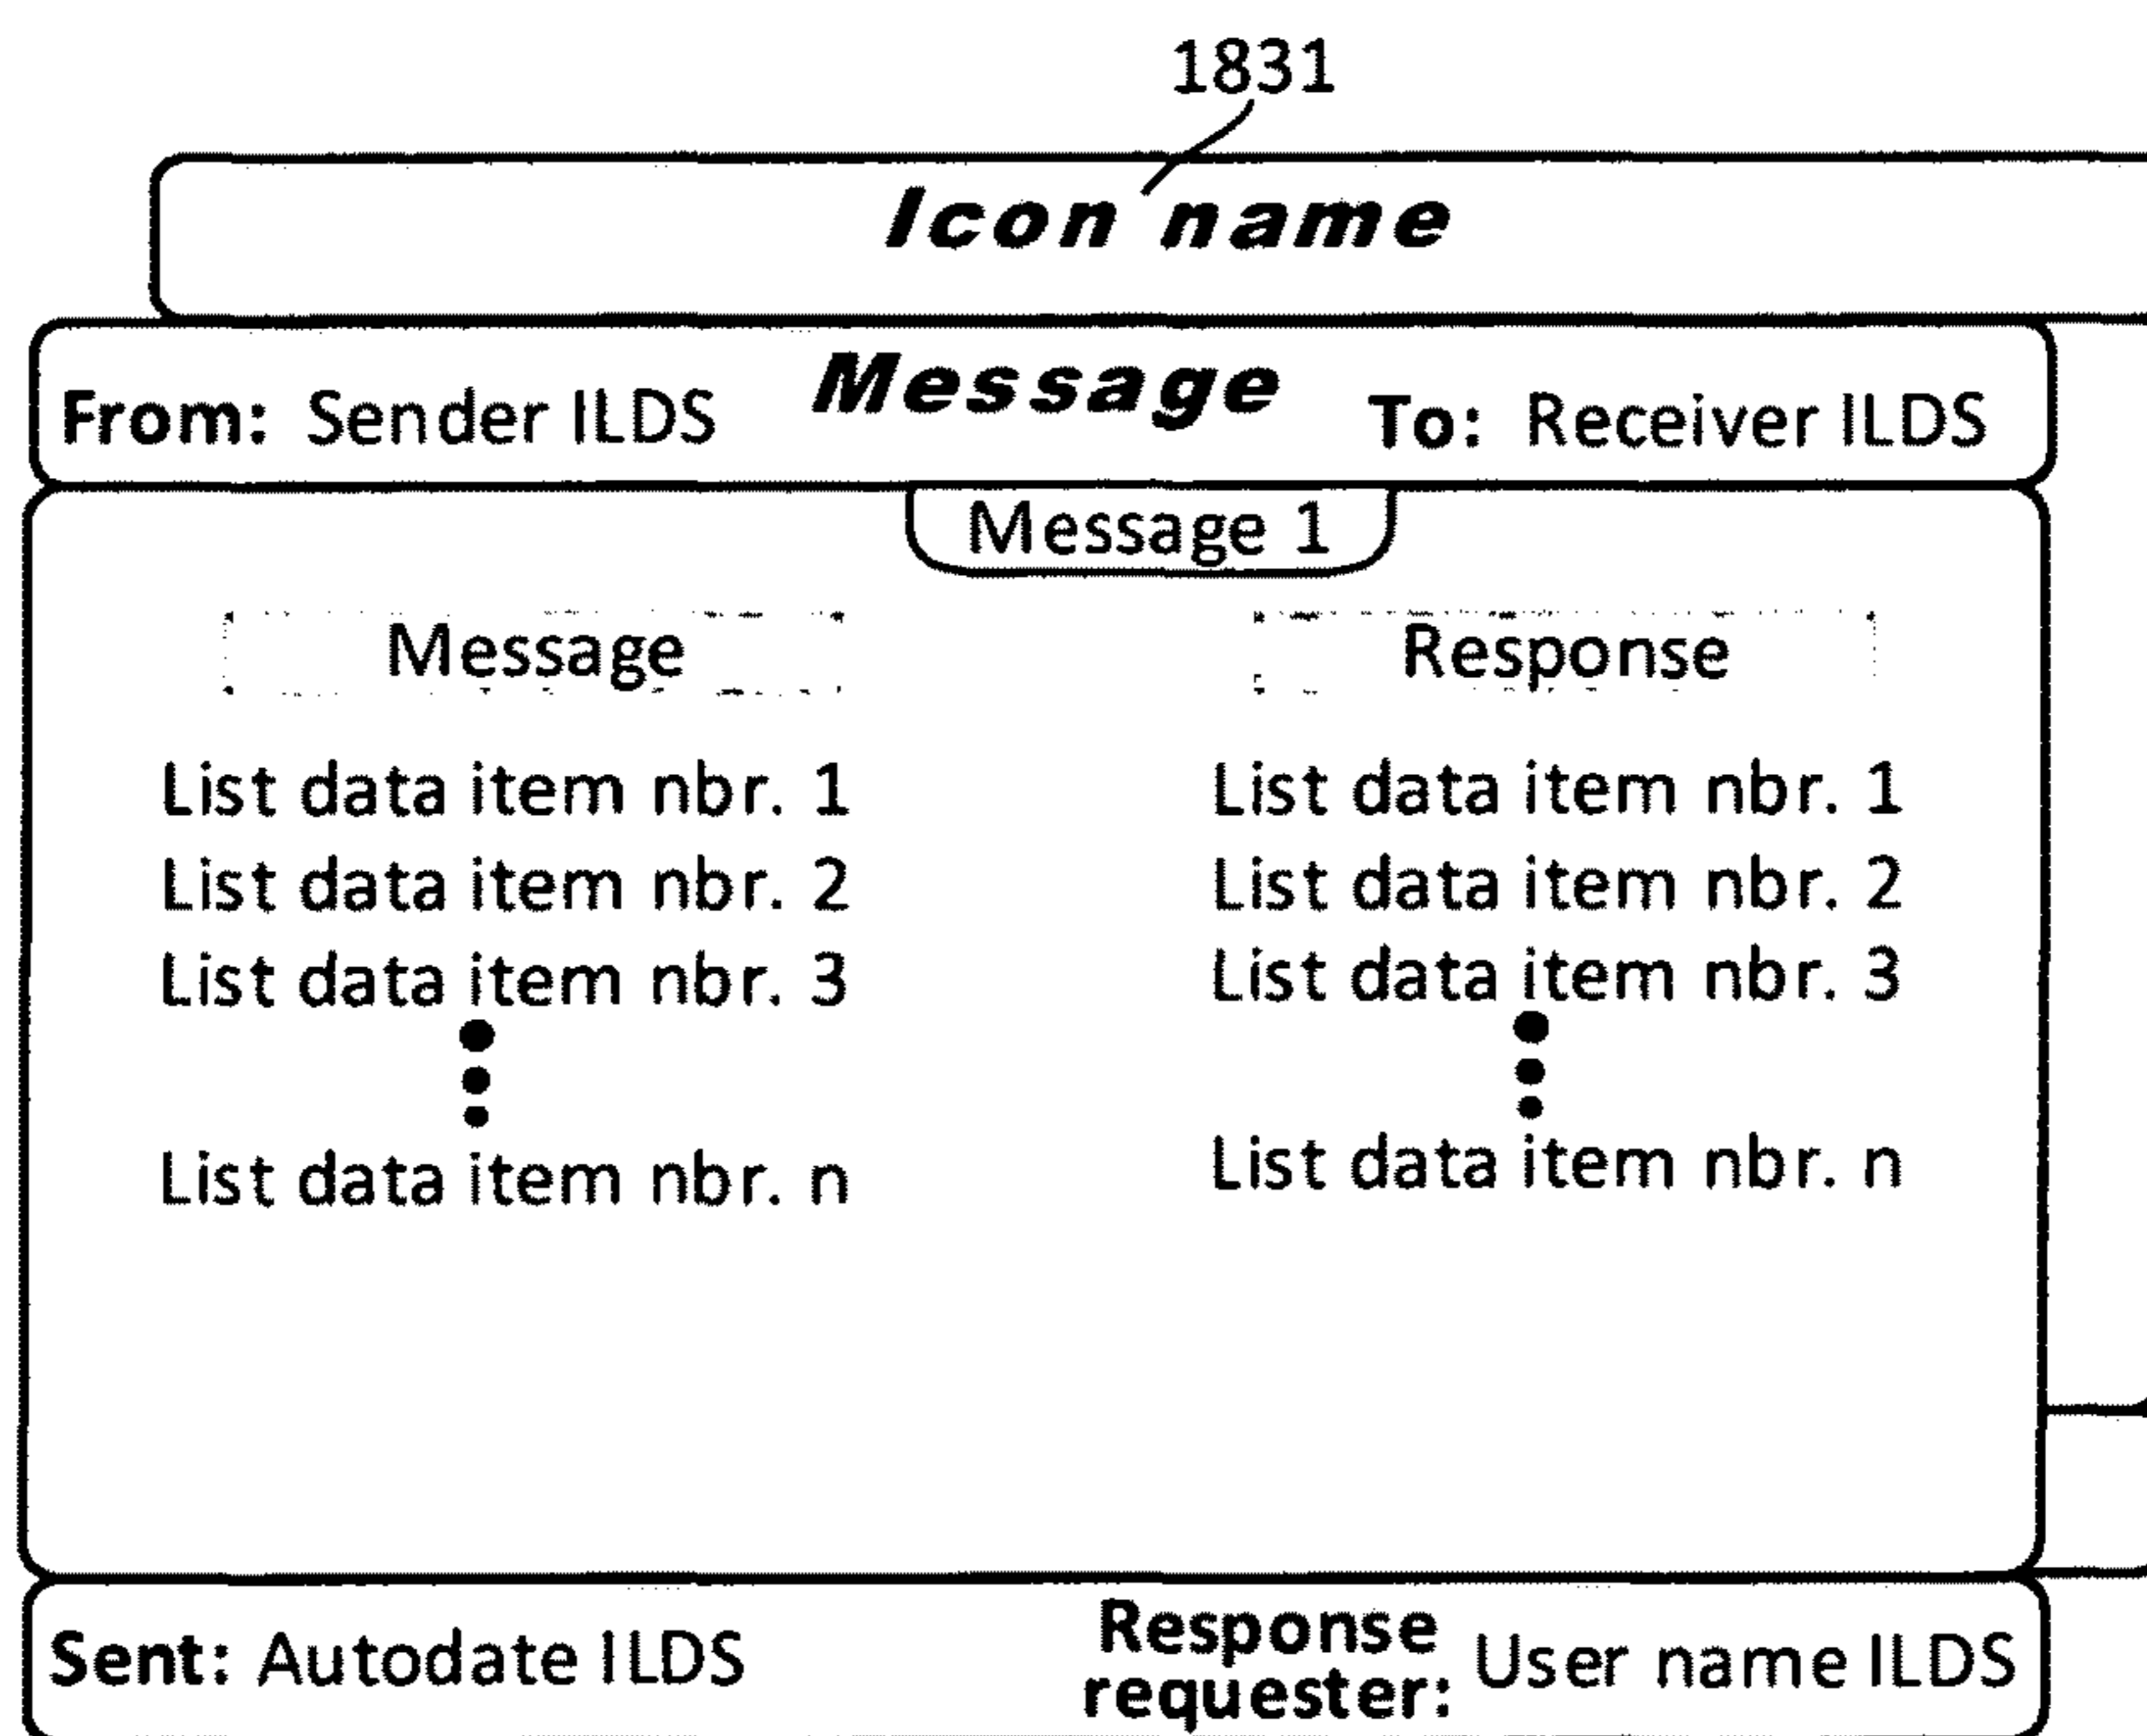 1831
Icon name
From: Sender ILDS Message To: Receiver ILDS
Message 1
Message Response
List data item nbr. 1 List data item nbr. 1
List data item nbr. 2 List data item nbr. 2
List data item nbr. 3 List data item nbr. 3
List data item nbr. n List data item nbr. n
Sent: Autodate ILDS Response requester: User name ILDS